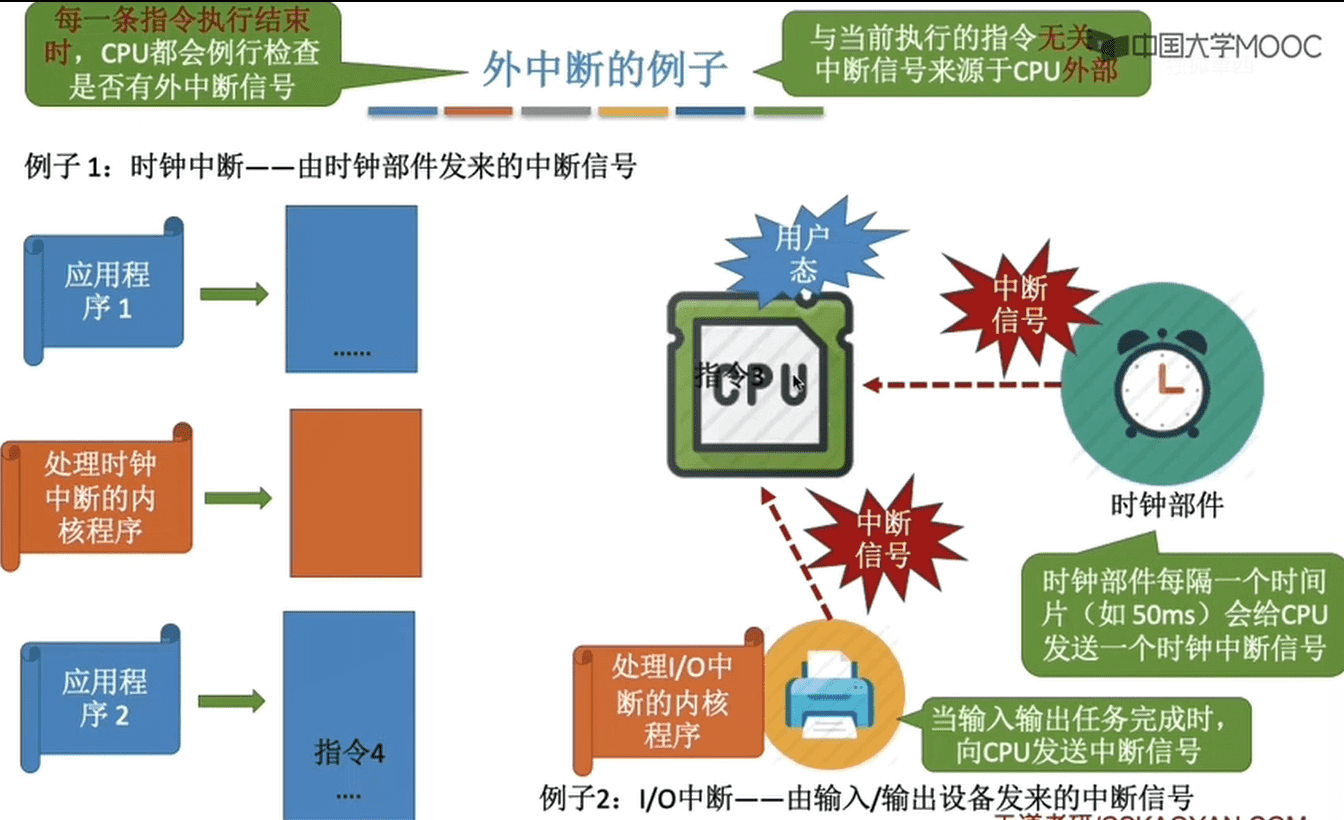 每一条指令执行结束
时，CPU都会例行检查
是否有外中断信号
外中断的例子
与当前执行的指令无关，
中断信号来源于CPU外部
中国大学MOOC
例子 1：时钟中断——由时钟部件发来的中断信号
应用程
序 1
......
用户
态
指令3
CPU
中断
信号
时钟部件
处理时钟
中断的内
核程序
中断
信号
时钟部件每隔一个时间
片（如 50ms）会给CPU
发送一个时钟中断信号
应用程
序 2
指令4
....
处理I/O中
断的内核
程序
当输入输出任务完成时，
向CPU发送中断信号
例子2：I/O中断——由输入/输出设备发来的中断信号